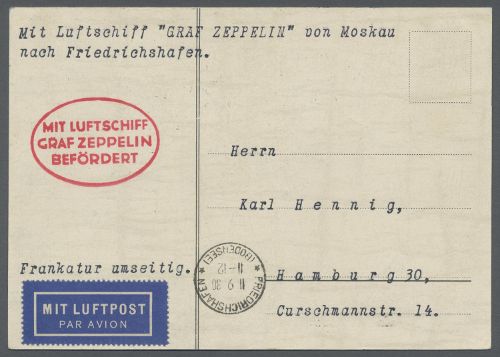 Mit Luftschiff "GRAF ZEPPELIN" von Moskau
nach Friedrichshafen.
MIT LUFTSCHIFF
GRAF ZEPPELIN
BEFÖRDERT
Herrn
Karl Hennig,
Frankatur umseitig.
FRIEDRICHSHAFEN
(BODENSEE)
11 9 30
11-12
Hamburg 30,
Curschmannstr. 14.
MIT LUFTPOST
PAR AVION